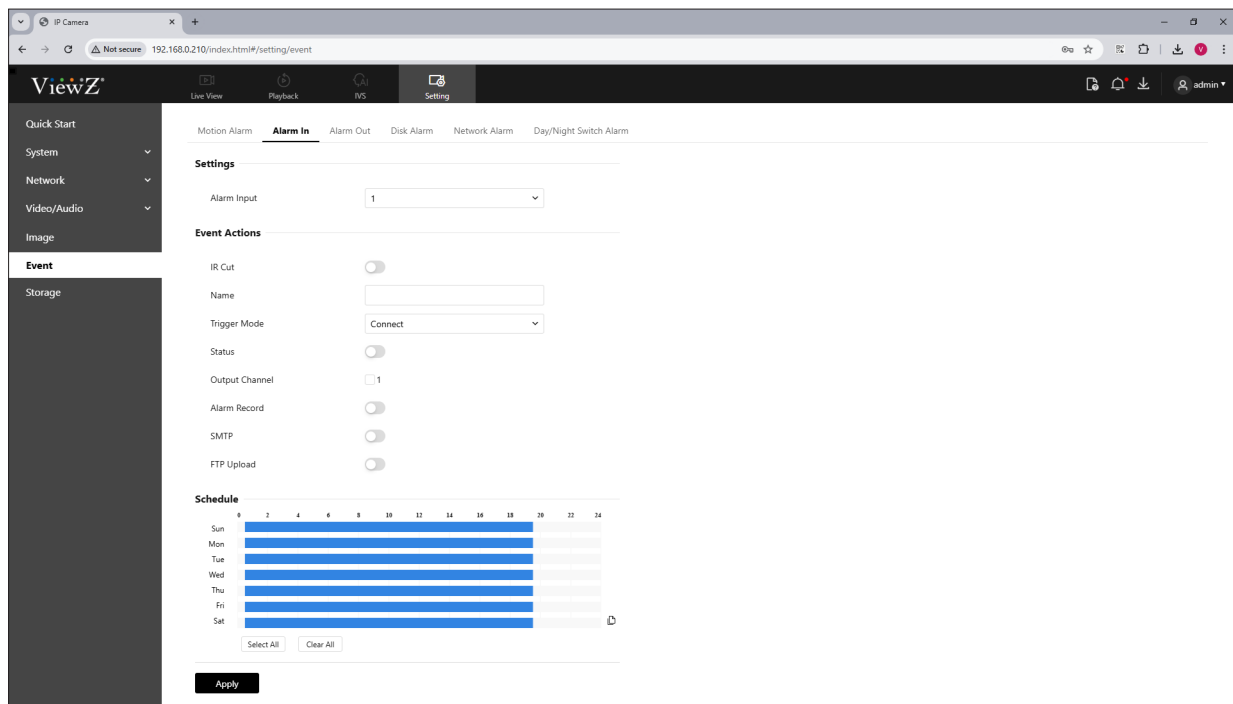 IP Camera
Not secure 192.168.0.210/index.html#/setting/event
V
ViewZ
Live View Playback IVS Setting
AI
admin
Quick Start
System
Network
Video/Audio
Image
Event
Storage
Motion Alarm Alarm In Alarm Out Disk Alarm Network Alarm Day/Night Switch Alarm
Settings
Alarm Input 1
Event Actions
IR Cut
Name
Trigger Mode Connect
Status
Output Channel 1
Alarm Record
SMTP
FTP Upload
Schedule
0 2 4 6 8 10 12 14 16 18 20 22 24
Sun
Mon
Tue
Wed
Thu
Fri
Sat
Select All Clear All
Apply